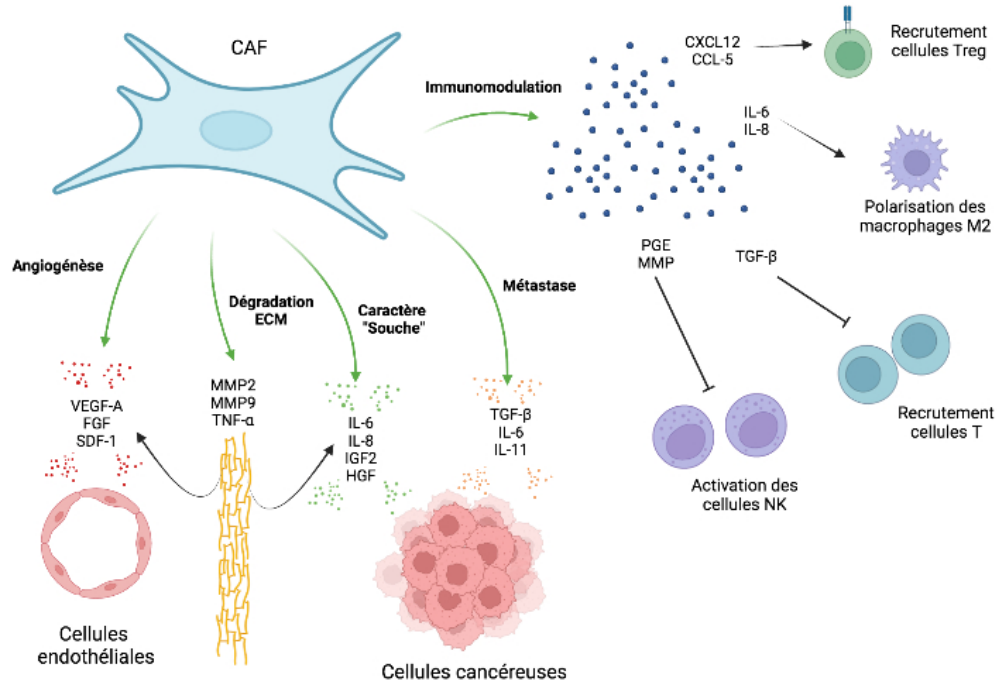 CAF
Immunomodulation
CXCL12
CCL-5
Recrutement
cellules Treg
IL-6
IL-8
Polarisation des
macrophages M2
PGE
MMP
TGF-β
Activation des
cellules NK
Recrutement
cellules T
Angiogénèse
Dégradation
ECM
Caractère
"Souche"
Métastase
VEGF-A
FGF
SDF-1
MMP2
MMP9
TNF-α
IL-6
IL-8
IGF2
HGF
TGF-β
IL-6
IL-11
Cellules
endothéliales
Cellules cancéreuses